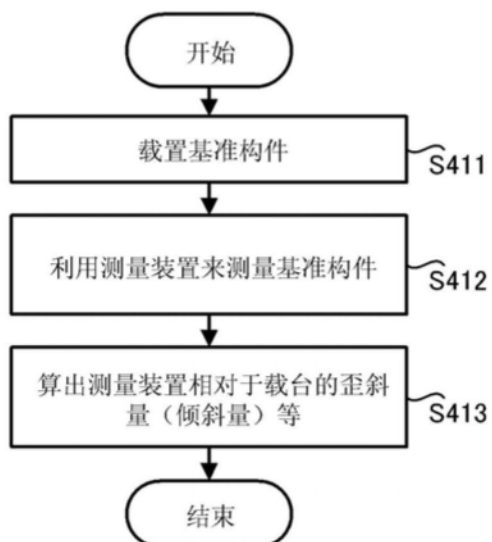 开始
载置基准构件
S411
利用测量装置来测量基准构件
S412
算出测量装置相对于载台的歪斜
量（倾斜量）等
S413
结束